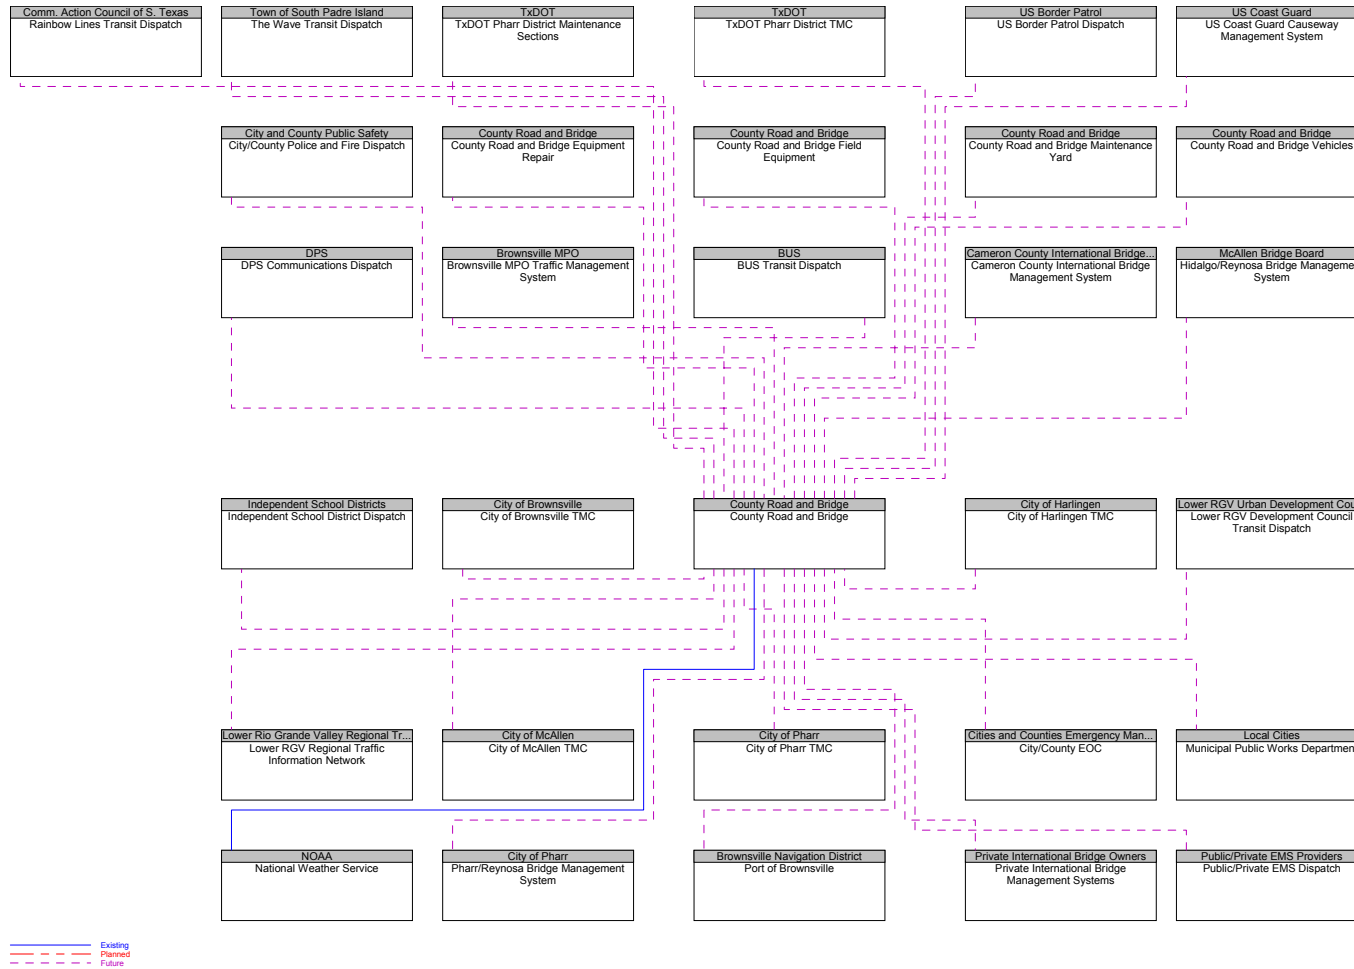 Comm. Action Council of S. Texas
Rainbow Lines Transit Dispatch
Town of South Padre Island
The Wave Transit Dispatch
TxDOT
TxDOT Pharr District Maintenance
Sections
TxDOT
TxDOT Pharr District TMC
US Border Patrol
US Border Patrol Dispatch
US Coast Guard
US Coast Guard Causeway
Management System
City and County Public Safety
City/County Police and Fire Dispatch
County Road and Bridge
County Road and Bridge Equipment
Repair
County Road and Bridge
County Road and Bridge Field
Equipment
County Road and Bridge
County Road and Bridge Maintenance
Yard
County Road and Bridge
County Road and Bridge Vehicles
DPS
DPS Communications Dispatch
Brownsville MPO
Brownsville MPO Traffic Management
System
BUS
BUS Transit Dispatch
Cameron County International Bridge...
Cameron County International Bridge
Management System
McAllen Bridge Board
Hidalgo/Reynosa Bridge Manageme
System
Independent School Districts
Independent School District Dispatch
City of Brownsville
City of Brownsville TMC
County Road and Bridge
County Road and Bridge
City of Harlingen
City of Harlingen TMC
Lower RGV Urban Development Cou
Lower RGV Development Council
Transit Dispatch
Lower Rio Grande Valley Regional Tr...
Lower RGV Regional Traffic
Information Network
City of McAllen
City of McAllen TMC
City of Pharr
City of Pharr TMC
Cities and Counties Emergency Man...
City/County EOC
Local Cities
Municipal Public Works Departmen
NOAA
National Weather Service
City of Pharr
Pharr/Reynosa Bridge Management
System
Brownsville Navigation District
Port of Brownsville
Private International Bridge Owners
Private International Bridge
Management Systems
Public/Private EMS Providers
Public/Private EMS Dispatch
Existing
Planned
Future